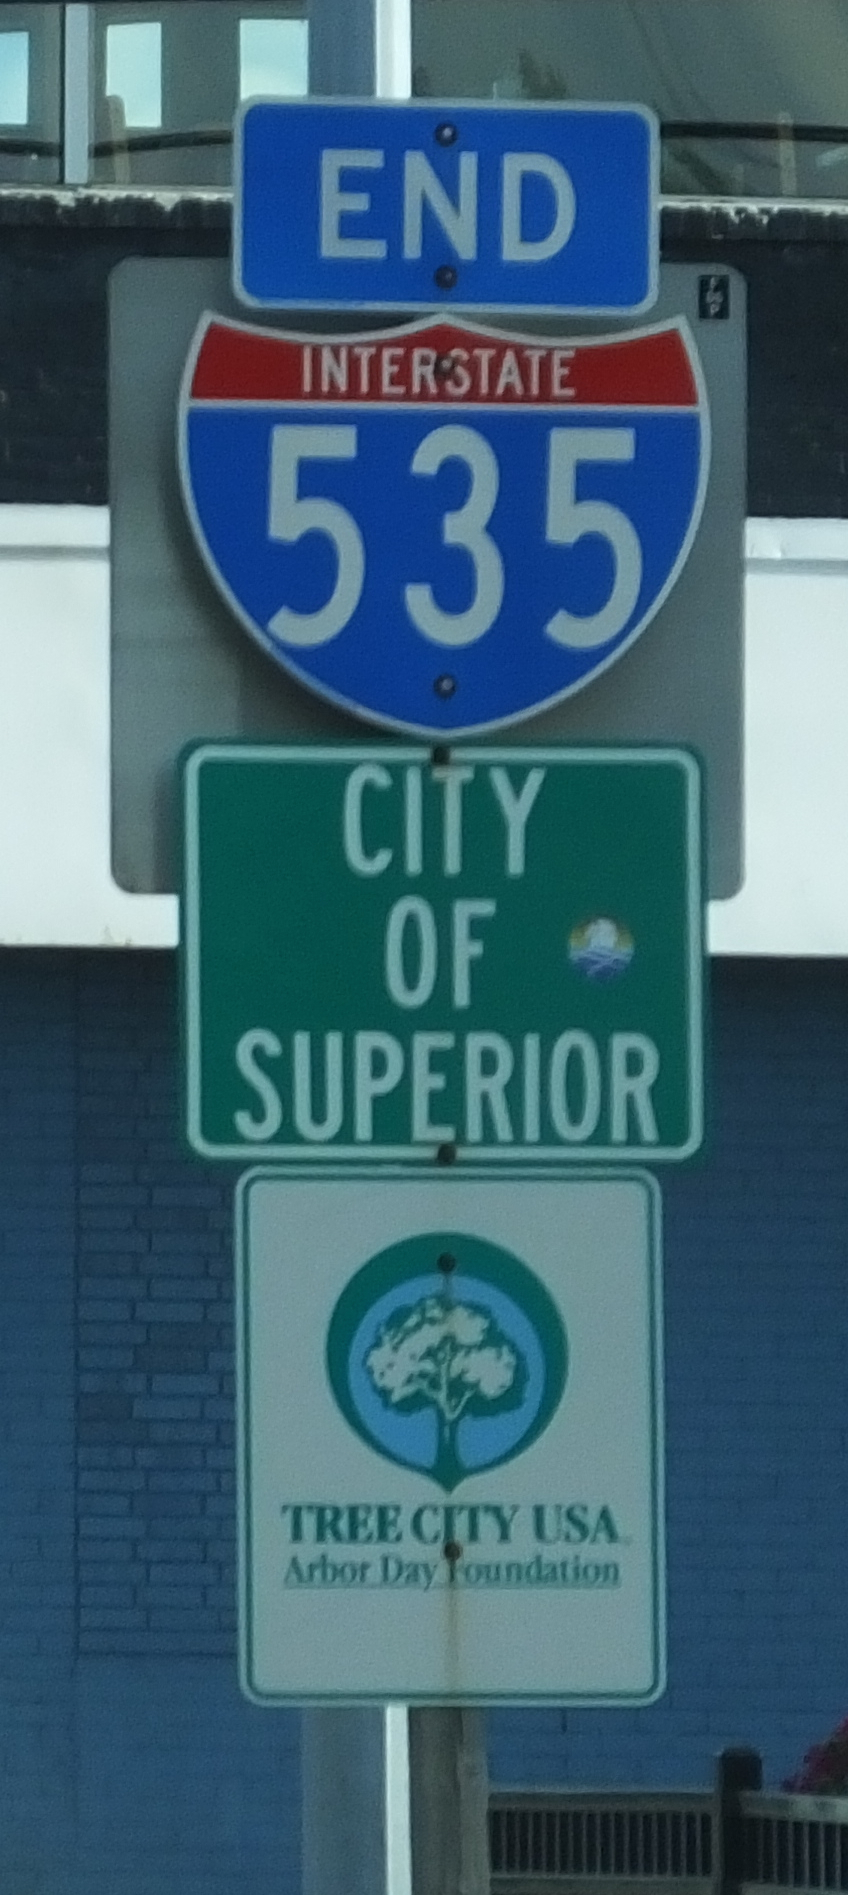 END
INTERSTATE
535
CITY
OF
SUPERIOR
TREE CITY USA
Arbor Day Foundation